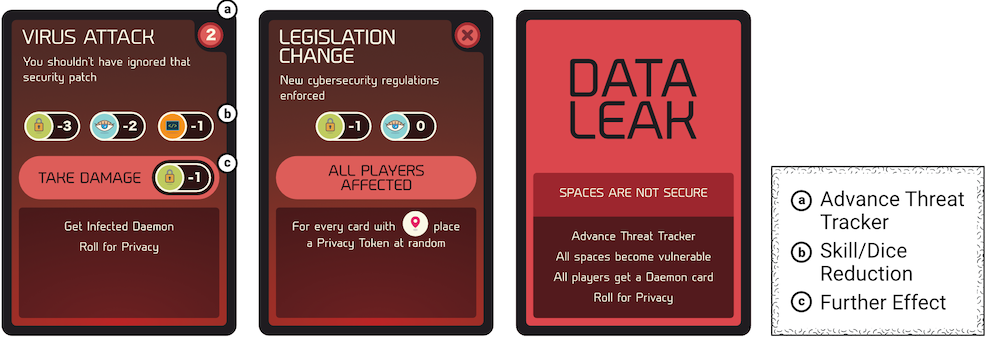 a
VIRUS ATTACK
2
You shouldn't have ignored that
security patch
-3
-2
</>
-1
b
TAKE DAMAGE
-1
c
Get Infected Daemon
Roll for Privacy
LEGISLATION
CHANGE
New cybersecurity regulations
enforced
-1
0
ALL PLAYERS
AFFECTED
For every card with place
a Privacy Token at random
DATA
LEAK
SPACES ARE NOT SECURE
Advance Threat Tracker
All spaces become vulnerable
All players get a Daemon card
Roll for Privacy
a Advance Threat
Tracker
b Skill/Dice
Reduction
c Further Effect